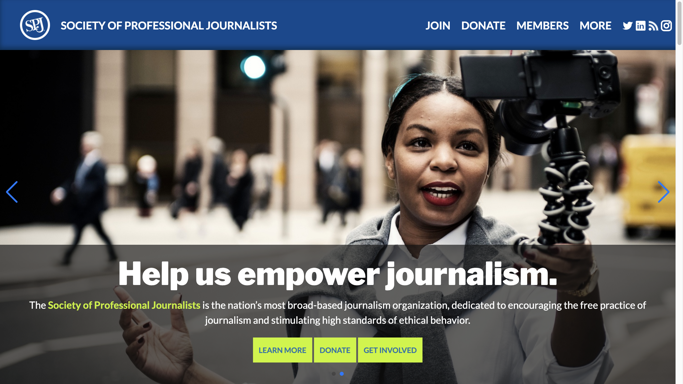 SPJ
SOCIETY OF PROFESSIONAL JOURNALISTS
JOIN
DONATE
MEMBERS
MORE
Help us empower journalism.
The Society of Professional Journalists is the nation's most broad-based journalism organization, dedicated to encouraging the free practice of
journalism and stimulating high standards of ethical behavior.
LEARN MORE
DONATE
GET INVOLVED